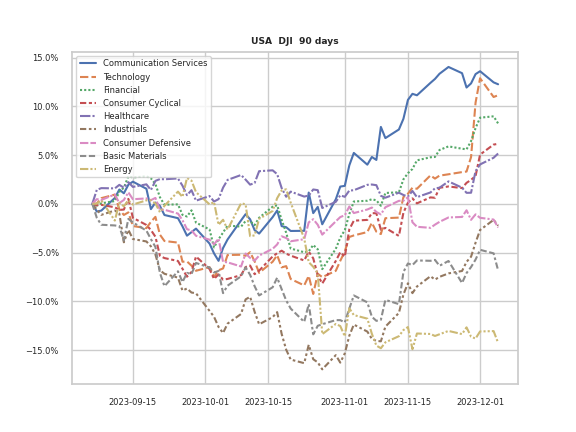 USA DJI 90 days
15.0%
10.0%
5.0%
0.0%
−5.0%
−10.0%
−15.0%
Communication Services
Technology
Financial
Consumer Cyclical
Healthcare
Industrials
Consumer Defensive
Basic Materials
Energy
2023-09-15
2023-10-01
2023-10-15
2023-11-01
2023-11-15
2023-12-01